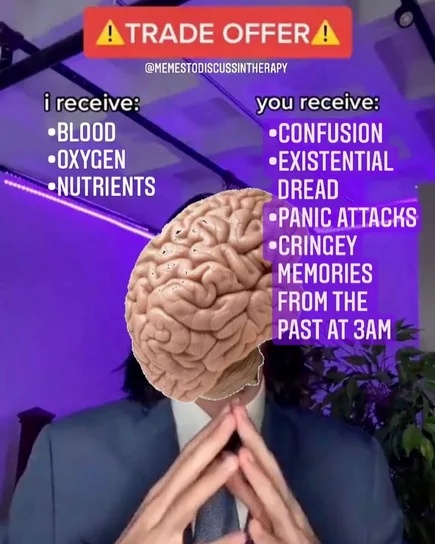 ⚠TRADE OFFER⚠
@MEMESTODISCUSSINTHERAPY
i receive:
•BLOOD
•OXYGEN
•NUTRIENTS
you receive:
•CONFUSION
•EXISTENTIAL
DREAD
•PANIC ATTACKS
•CRINGEY
MEMORIES
FROM THE
PAST AT 3AM